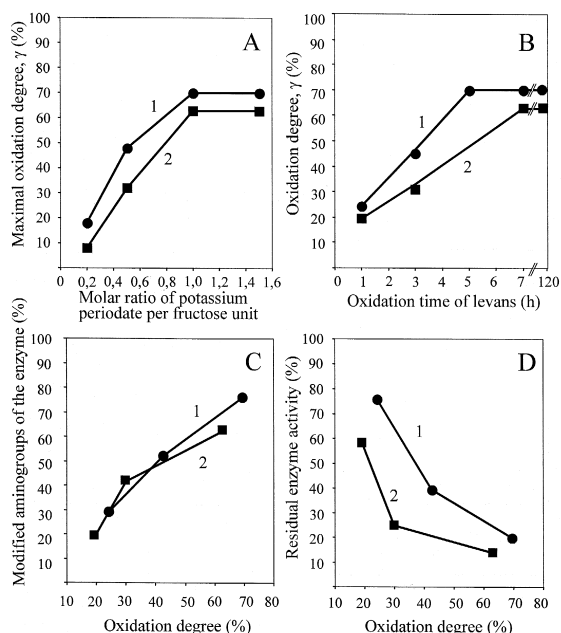 A
Maximal oxidation degree, γ (%)
100
90
80
70
60
50
40
30
20
10
1
2
0 0,2 0,4 0,6 0,8 1,0 1,2 1,4 1,6
Molar ratio of potassium
periodate per fructose unit
B
Oxidation degree, γ (%)
100
90
80
70
60
50
40
30
20
10
0
1
2
0 1 3 5 7 120
Oxidation time of levans (h)
C
Modified aminogroups of the enzyme (%)
100
90
80
70
60
50
40
30
20
10
1
2
10 20 30 40 50 60 70 80
Oxidation degree (%)
D
Residual enzyme activity (%)
100
90
80
70
60
50
40
30
20
10
1
2
10 20 30 40 50 60 70 80
Oxidation degree (%)